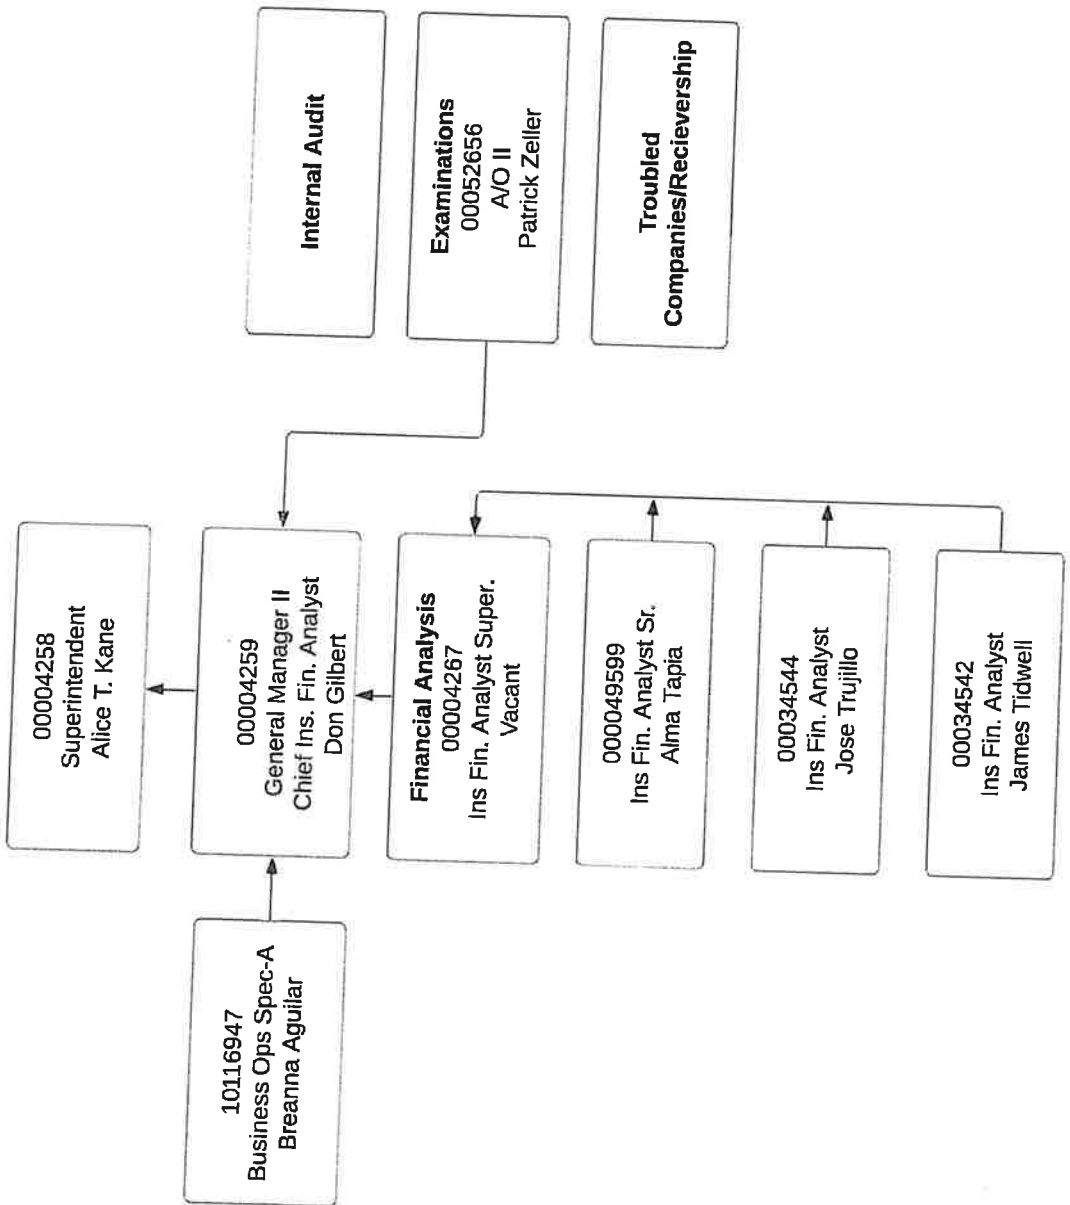 00004258
Superintendent
Alice T. Kane
10116947
Business Ops Spec-A
Breanna Aguilar
00004259
General Manager II
Chief Ins. Fin. Analyst
Don Gilbert
Internal Audit
Financial Analysis
00004267
Ins Fin. Analyst Super.
Vacant
Examinations
00052656
A/O II
Patrick Zeller
000049599
Ins Fin. Analyst Sr.
Alma Tapia
Troubled
Companies/Recievership
00034544
Ins Fin. Analyst
Jose Trujillo
00034542
Ins Fin. Analyst
James Tidwell